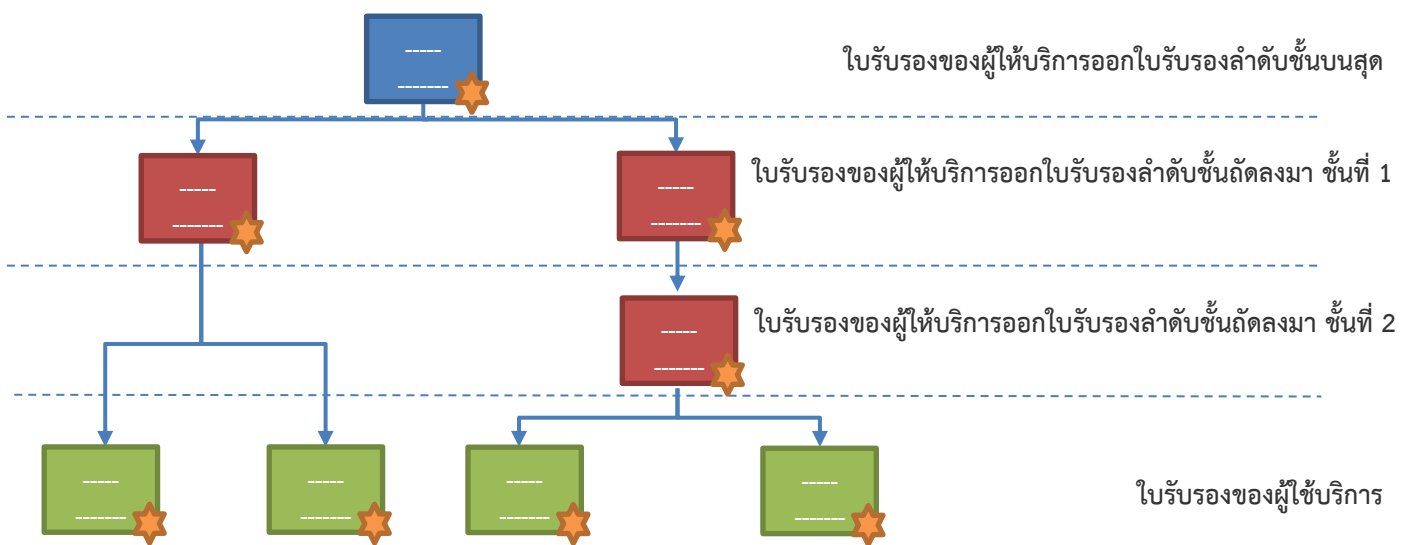 ใบรับรองของผู้ให้บริการออกใบรับรองลำดับชั้นบนสุด
ใบรับรองของผู้ให้บริการออกใบรับรองลำดับชั้นถัดลงมา ชั้นที่ 1
ใบรับรองของผู้ให้บริการออกใบรับรองลำดับชั้นถัดลงมา ชั้นที่ 2
ใบรับรองของผู้ใช้บริการ